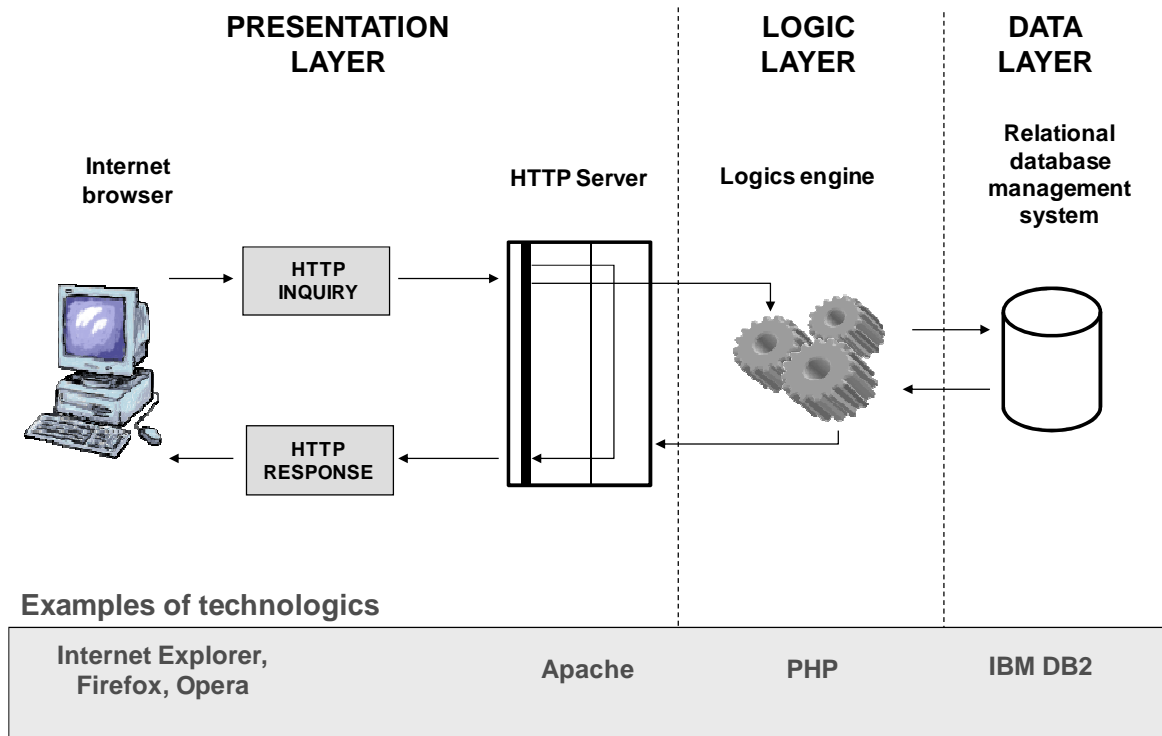 PRESENTATION
LAYER
LOGIC
LAYER
DATA
LAYER
Internet
browser
HTTP Server
Logics engine
Relational
database
management
system
HTTP
INQUIRY
HTTP
RESPONSE
Examples of technologics
Internet Explorer,
Firefox, Opera
Apache
PHP
IBM DB2